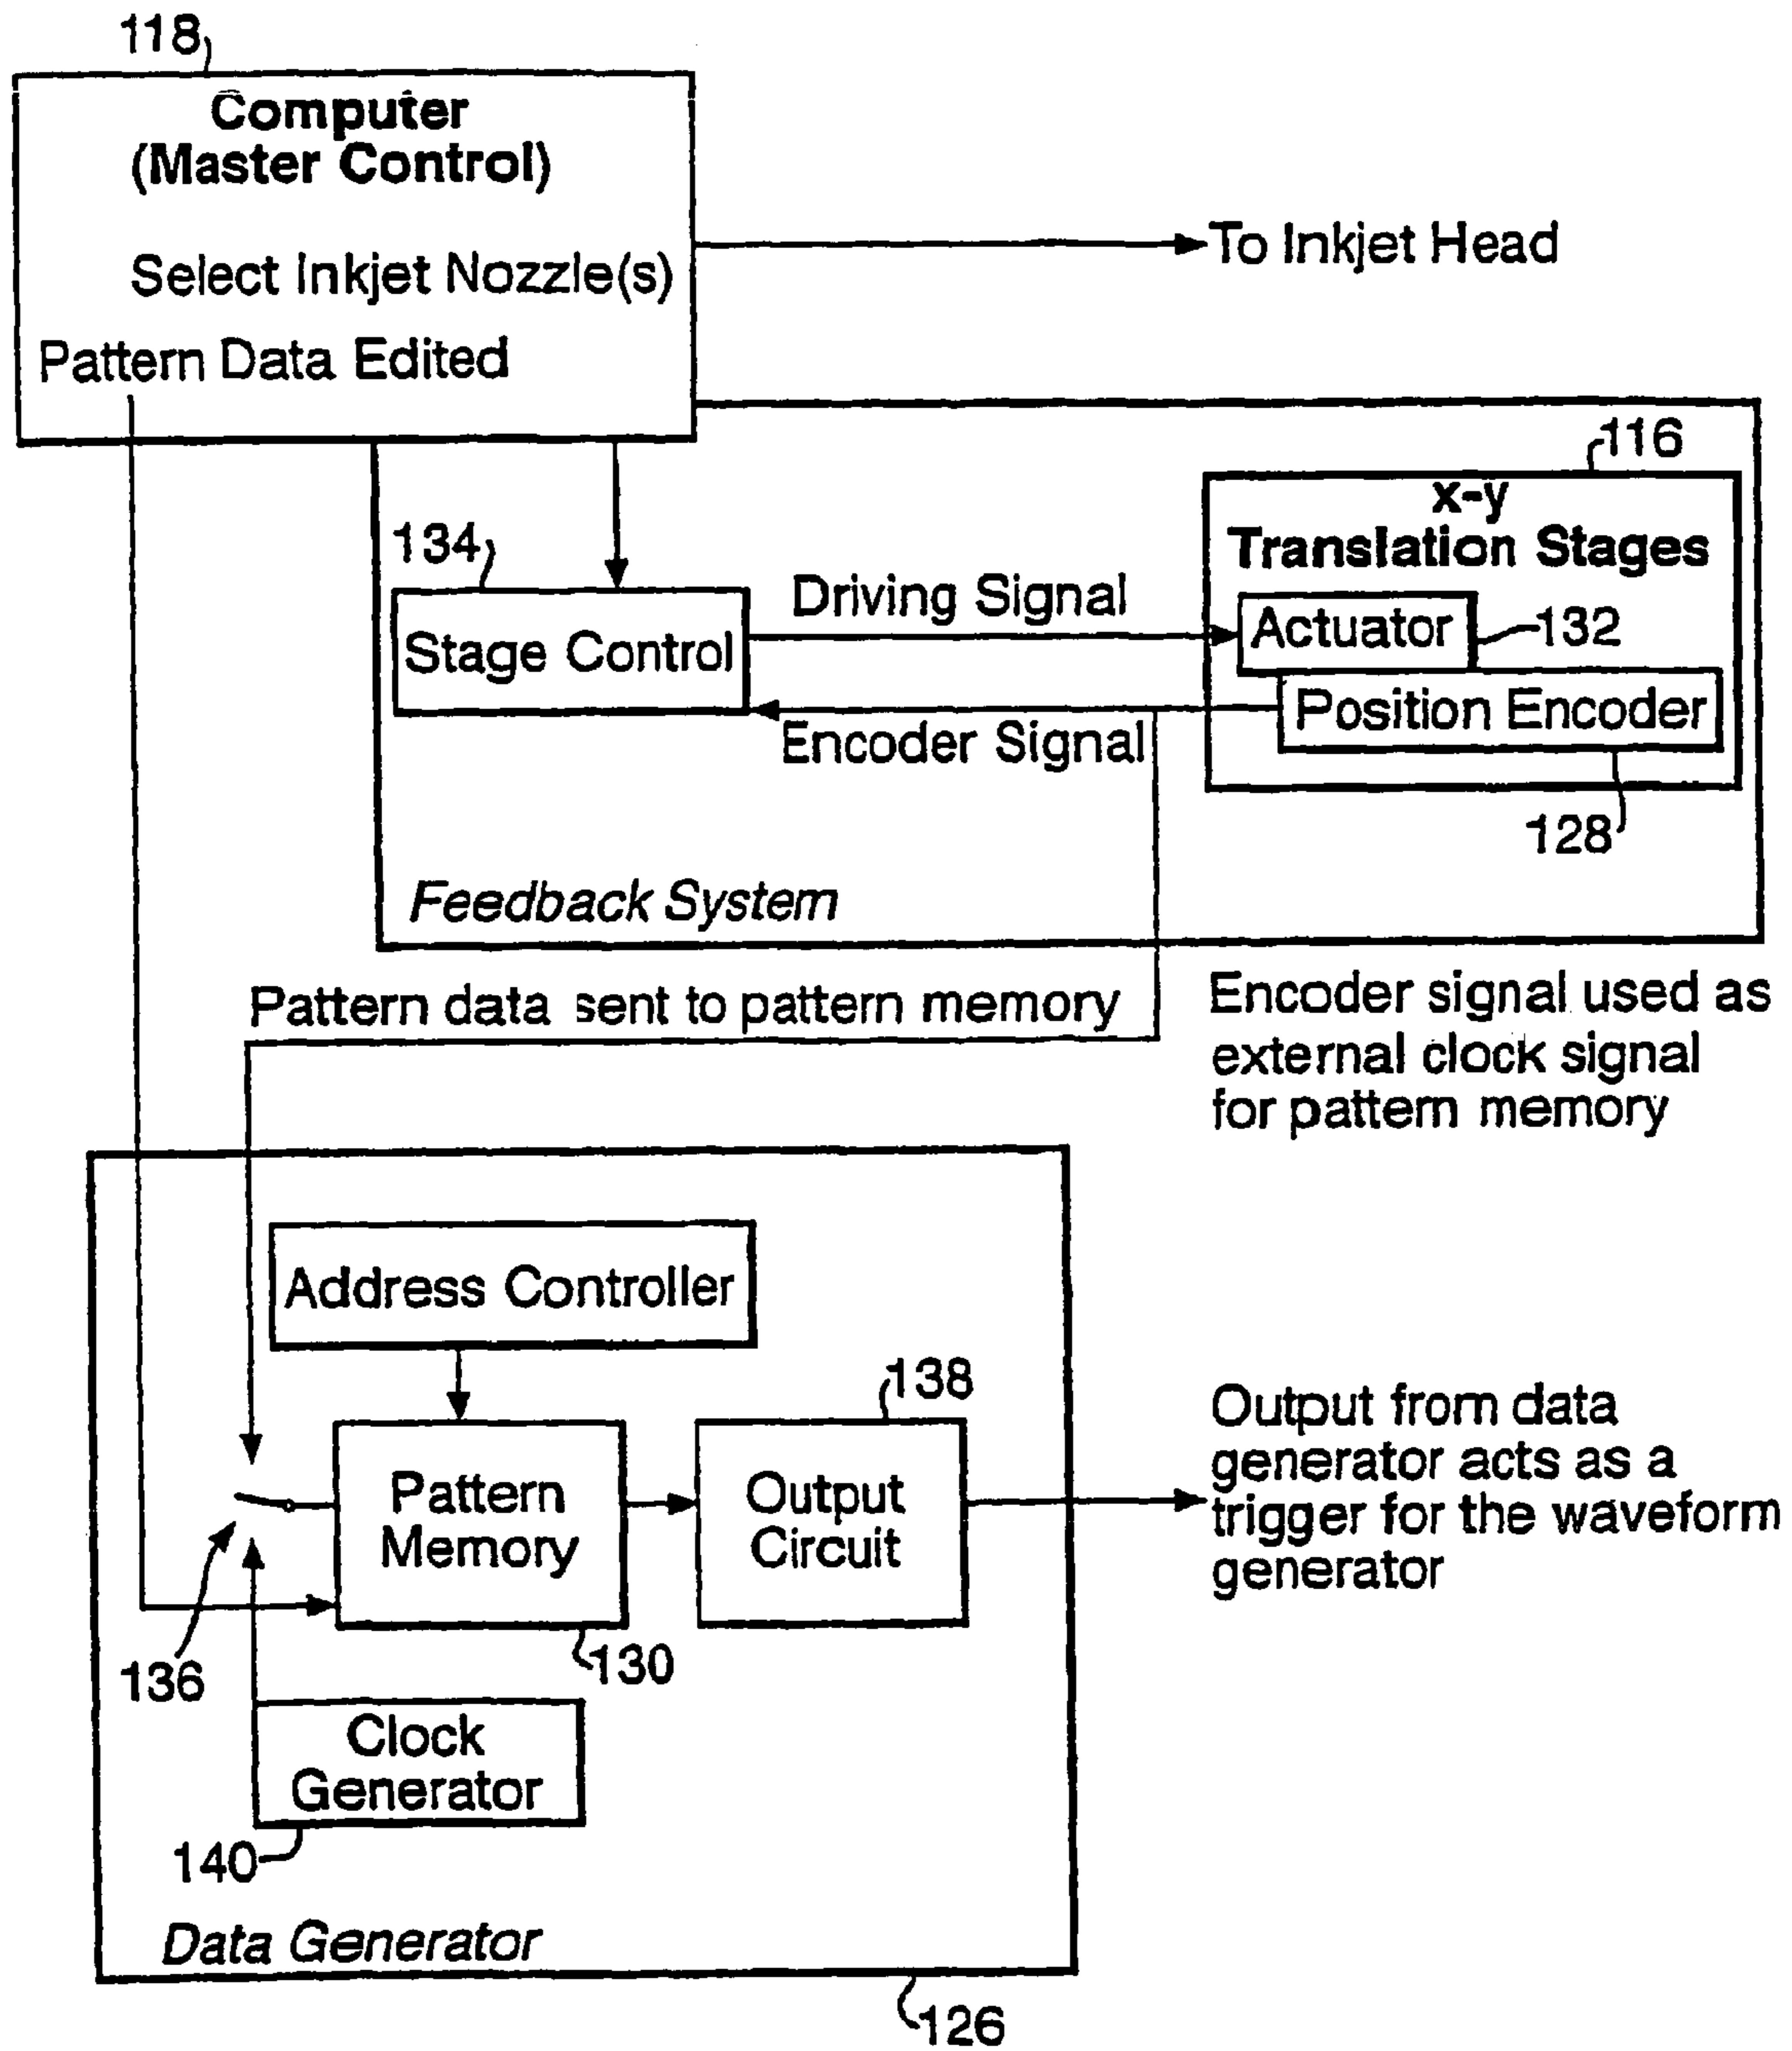 118
Computer
(Master Control)
To Inkjet Head
Select Inkjet Nozzle(s)
Pattern Data Edited
116
x-y
Translation Stages
134
Driving Signal
Actuator
132
Stage Control
Position Encoder
Encoder Signal
128
Feedback System
Pattern data sent to pattern memory
Encoder signal used as
external clock signal
for pattern memory
Address Controller
138
Output from data
generator acts as a
trigger for the waveform
generator
Pattern
Memory
Output
Circuit
136
130
Clock
Generator
140
Data Generator
126